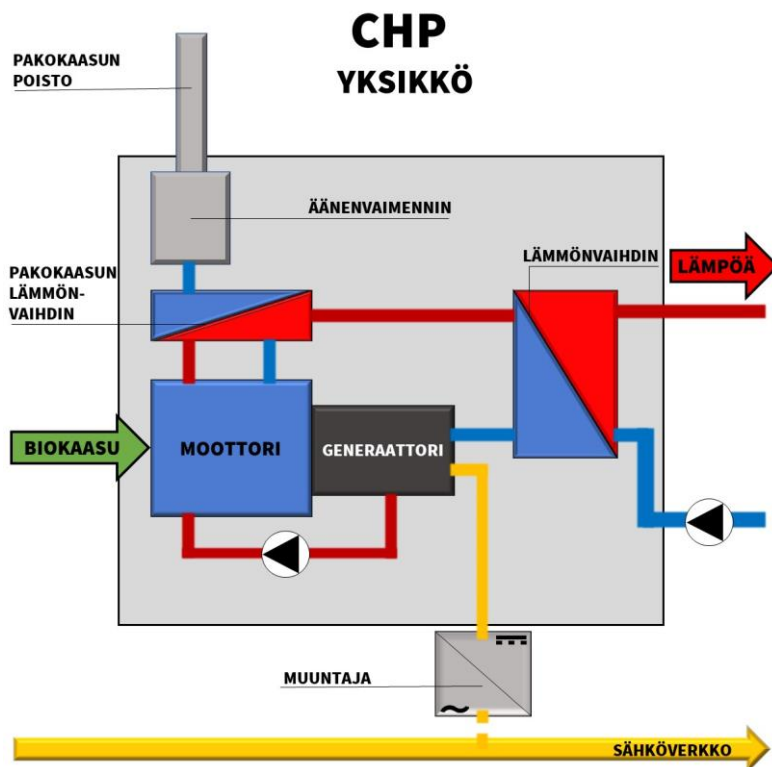 CHP
YKSIKKÖ
PAKOKAASUN
POISTO
ÄÄNENVAIMENNIN
PAKOKAASUN
LÄMMÖN-
VAIHDIN
LÄMMÖNVAIHDIN
LÄMPÖÄ
BIOKAASU
MOOTTORI
GENERAATTORI
MUUNTAJA
SÄHKÖVERKKO